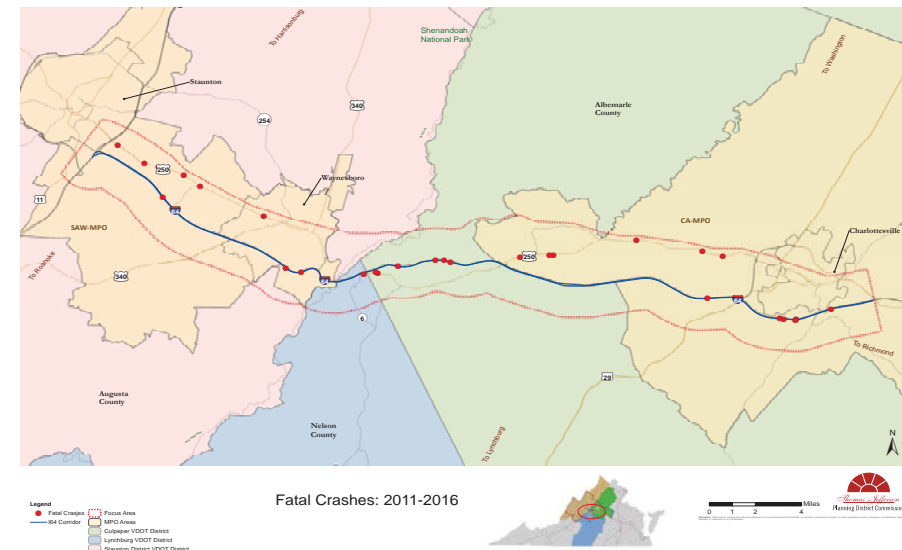 To Harrisonburg
Shenandoah
National Park
To Washington
Staunton
340
Albemarle
County
254
250
Waynesboro
11
64
SAW-MPO
CA-MPO
Charlottesville
250
To Roanoke
340
64
64
6
To Richmond
29
Augusta
County
Nelson
County
To Lynchburg
N
Fatal Crashes: 2011-2016
Legend
Fatal Crasjes
I64 Corridor
Focus Area
MPO Areas
Culpeper VDOT District
Lynchburg VDOT District
Staunton District VDOT District
Miles
0 1 2 4
Thomas Jefferson
Planning District Commission